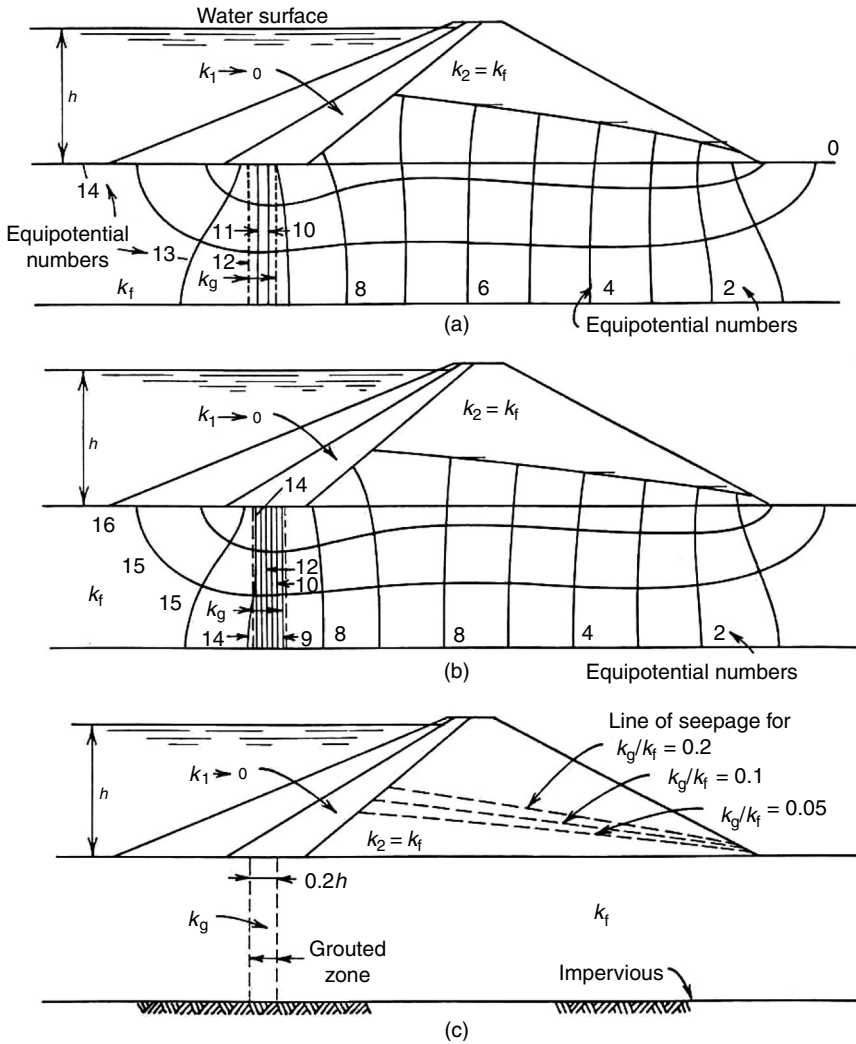 Water surface
h
k1 → 0
k2 = kf
0
14
Equipotential
numbers
13
11
10
12
kg
kf
8
6
4
2
(a)
Equipotential numbers
h
k1 → 0
k2 = kf
14
16
15
12
10
kf
15
kg
14
9
8
8
4
2
(b)
Equipotential numbers
h
k1 → 0
Line of seepage for
kg/kf = 0.2
kg/kf = 0.1
kg/kf = 0.05
k2 = kf
0.2h
kg
kf
Grouted
zone
Impervious
(c)